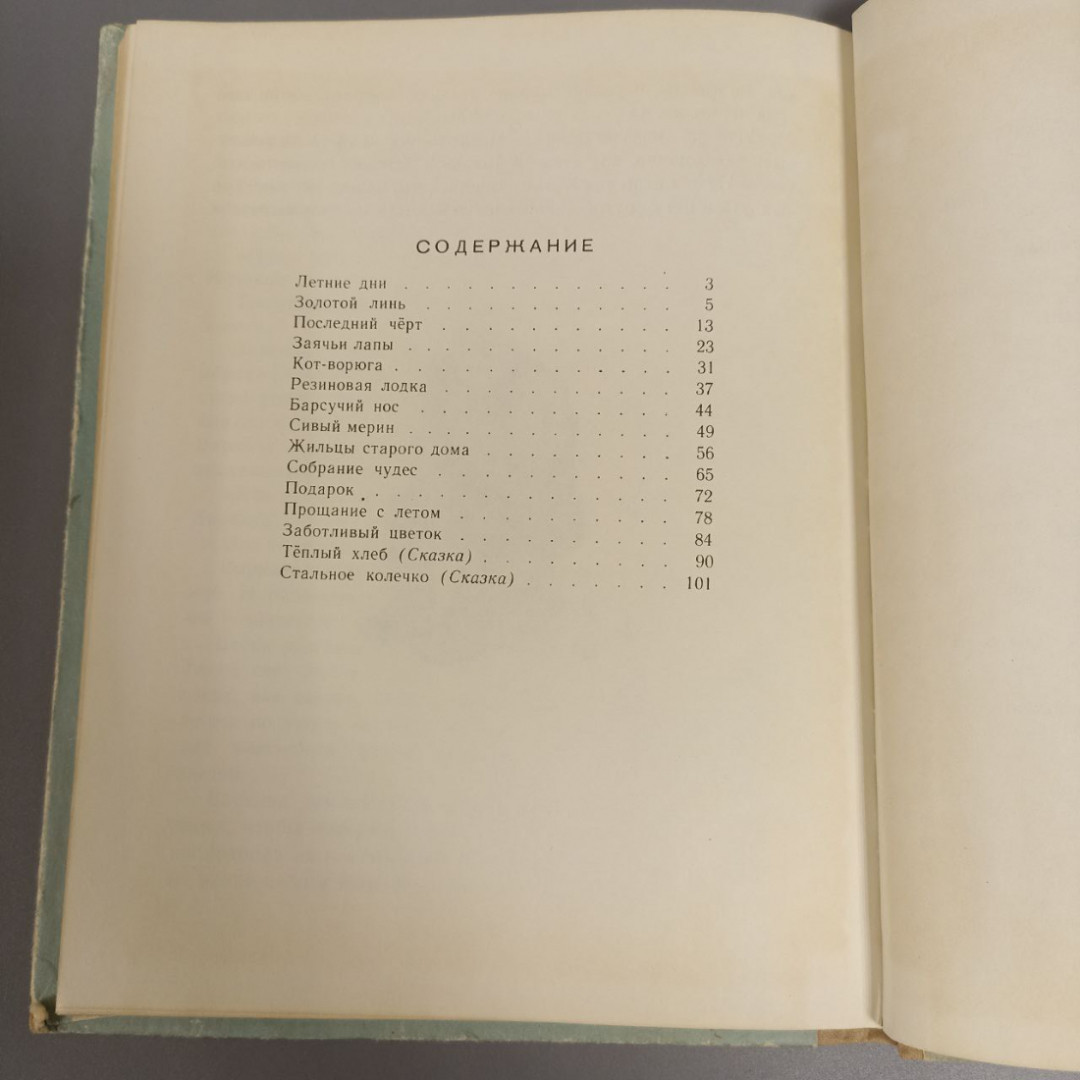 СОДЕРЖАНИЕ
Летние дни . . . . . . . . . . . . . 3
Золотой линь . . . . . . . . . . . . 5
Последний чёрт . . . . . . . . . . . 13
Заячьи лапы . . . . . . . . . . . . 23
Кот-ворюга . . . . . . . . . . . . . 31
Резиновая лодка . . . . . . . . . . 37
Барсучий нос . . . . . . . . . . . . 44
Сивый мерин . . . . . . . . . . . . 49
Жильцы старого дома . . . . . . . . 56
Собрание чудес . . . . . . . . . . . 65
Подарок . . . . . . . . . . . . . . 72
Прощание с летом . . . . . . . . . . 78
Заботливый цветок . . . . . . . . . 84
Тёплый хлеб (Сказка) . . . . . . . . 90
Стальное колечко (Сказка) . . . . . . 101